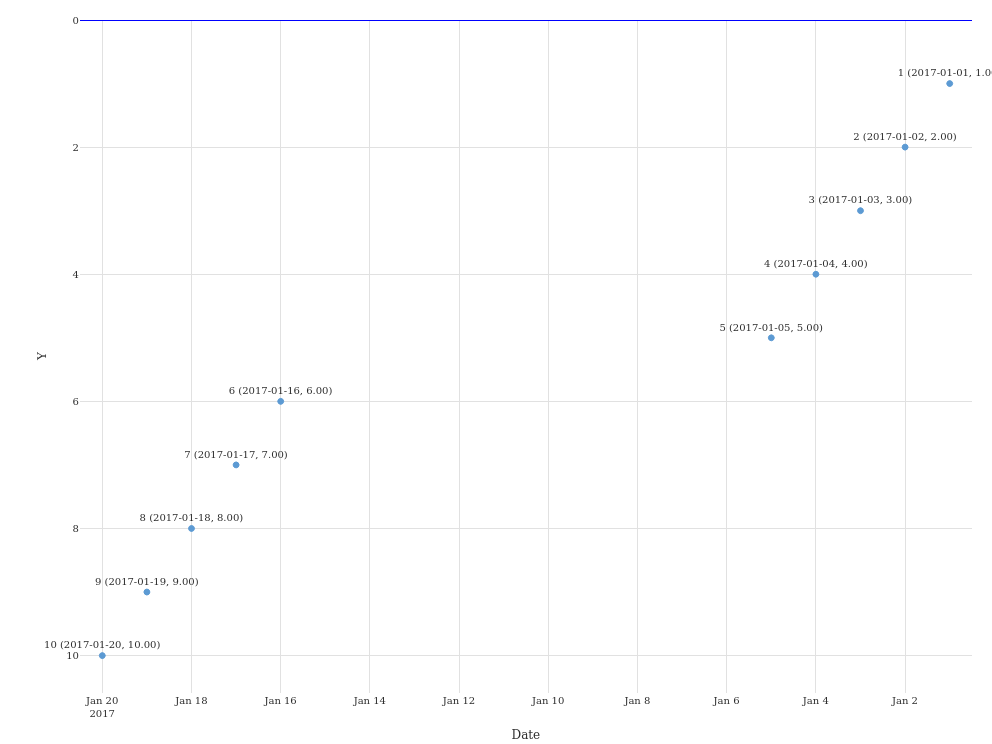 0
1 (2017-01-01, 1.0
2 (2017-01-02, 2.00)
2
3 (2017-01-03, 3.00)
4 (2017-01-04, 4.00)
4
5 (2017-01-05, 5.00)
Y
6 (2017-01-16, 6.00)
6
7 (2017-01-17, 7.00)
8 (2017-01-18, 8.00)
8
9 (2017-01-19, 9.00)
10 (2017-01-20, 10.00)
10
Jan 20 Jan 18 Jan 16 Jan 14 Jan 12 Jan 10 Jan 8 Jan 6 Jan 4 Jan 2
2017
Date